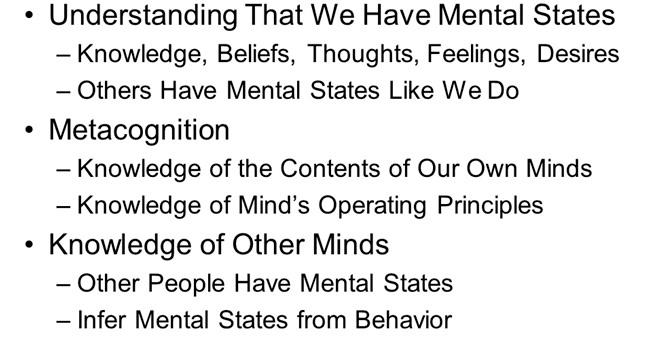 • Understanding That We Have Mental States
– Knowledge, Beliefs, Thoughts, Feelings, Desires
– Others Have Mental States Like We Do
• Metacognition
– Knowledge of the Contents of Our Own Minds
– Knowledge of Mind’s Operating Principles
• Knowledge of Other Minds
– Other People Have Mental States
– Infer Mental States from Behavior